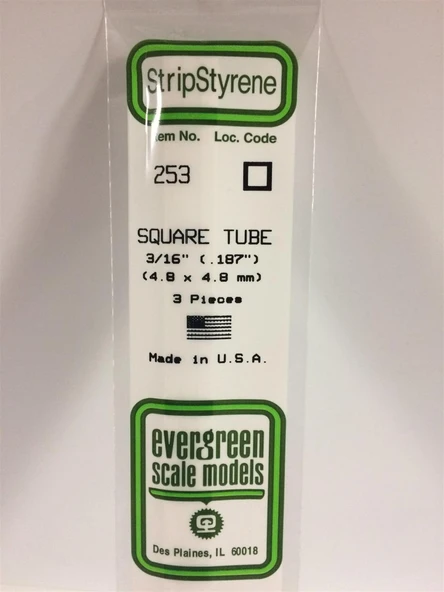 StripStyrene
Item No. Loc. Code
253
SQUARE TUBE
3/16" (.187")
(4.8 x 4.8 mm)
3 Pieces
Made in U.S.A.
evergreen
scale models
Des Plaines, IL 60018